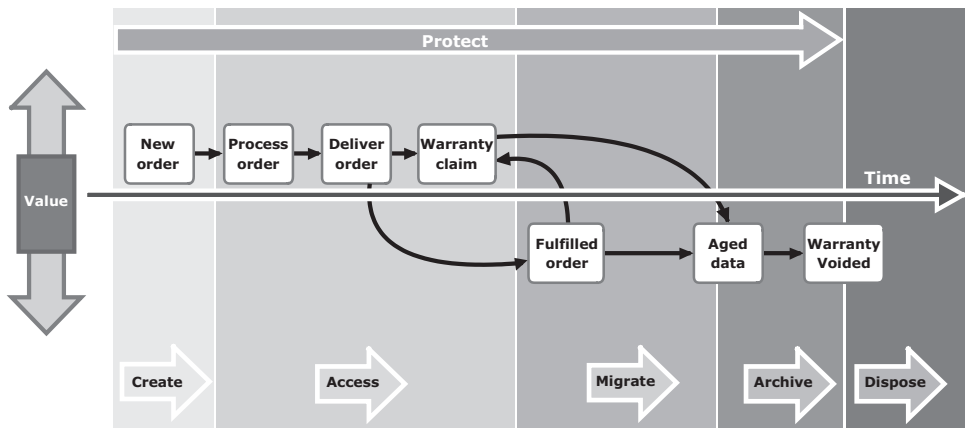 Protect
New
order
Process
order
Deliver
order
Warranty
claim
Time
Value
Fulfilled
order
Aged
data
Warranty
Voided
Create
Access
Migrate
Archive
Dispose